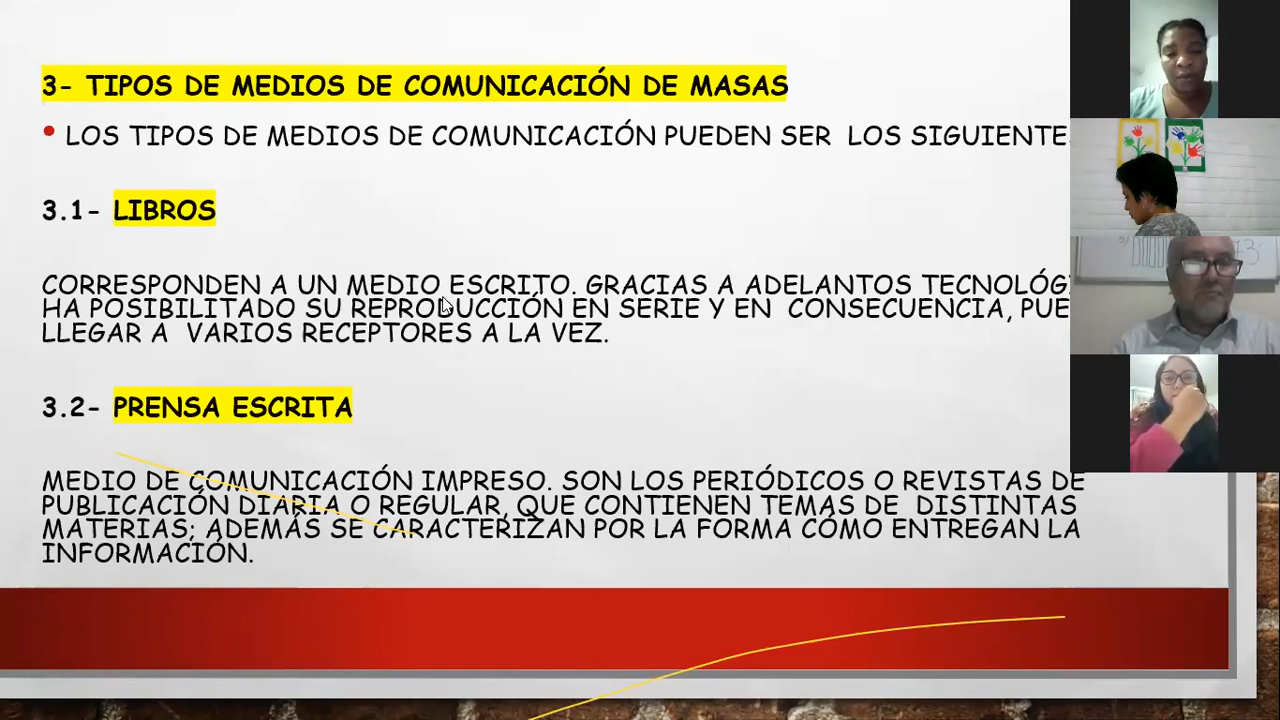 3- TIPOS DE MEDIOS DE COMUNICACIÓN DE MASAS
• LOS TIPOS DE MEDIOS DE COMUNICACIÓN PUEDEN SER LOS SIGUIENTE
3.1- LIBROS
CORRESPONDEN A UN MEDIO ESCRITO. GRACIAS A ADELANTOS TECNOLÓG
HA POSIBILITADO SU REPRODUCCIÓN EN SERIE Y EN CONSECUENCIA, PUE
LLEGAR A VARIOS RECEPTORES A LA VEZ.
3.2- PRENSA ESCRITA
MEDIO DE COMUNICACIÓN IMPRESO. SON LOS PERIÓDICOS O REVISTAS DE
PUBLICACIÓN DIARIA O REGULAR, QUE CONTIENEN TEMAS DE DISTINTAS
MATERIAS; ADEMÁS SE CARACTERIZAN POR LA FORMA CÓMO ENTREGAN LA
INFORMACIÓN.